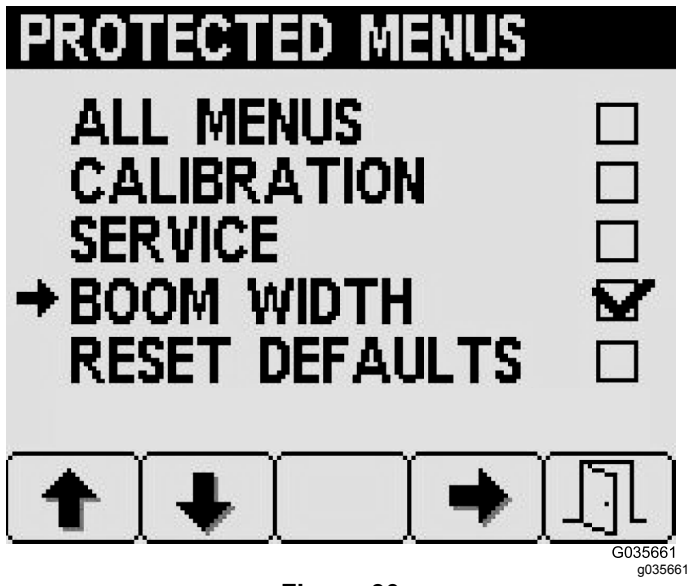 PROTECTED MENUS
ALL MENUS
CALIBRATION
SERVICE
BOOM WIDTH
RESET DEFAULTS
G035661
g035661